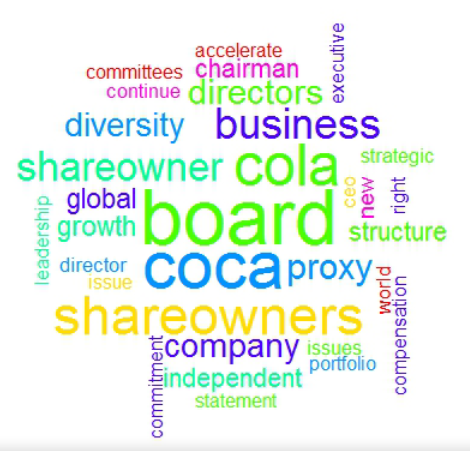 accelerate
executive
committees
chairman
continue
directors
diversity
business
shareowner
cola
strategic
leadership
global
board
ceo
new
right
growth
structure
director
coca
proxy
issue
world
compensation
shareowners
commitment
company
issues
independent
portfolio
statement